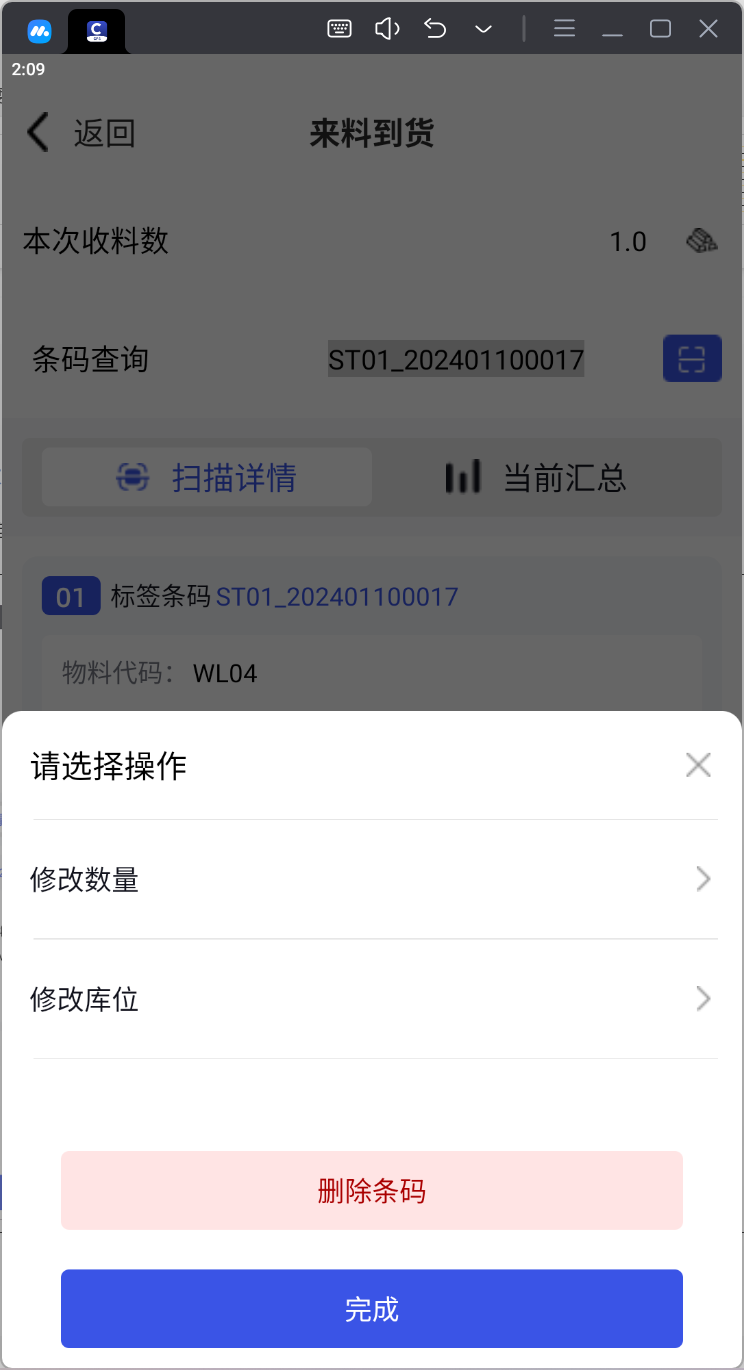 2:09
返回
来料到货
本次收料数 1.0
条码查询 ST01_202401100017
扫描详情 当前汇总
01 标签条码 ST01_202401100017
物料代码： WL04
请选择操作
修改数量
修改库位
删除条码
完成